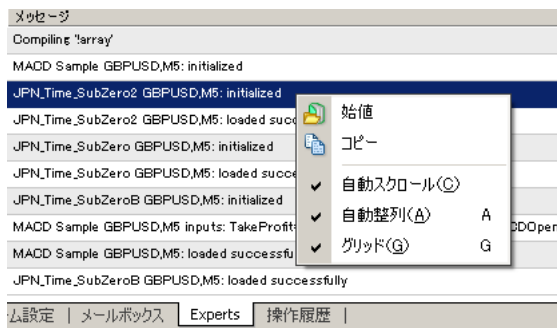 メッセージ
Compiling '!array'
MACD Sample GBPUSD,M5: initialized
JPN_Time_SubZero2 GBPUSD,M5: initialized
JPN_Time_SubZero2 GBPUSD,M5: loaded succ
JPN_Time_SubZero GBPUSD,M5: initialized
JPN_Time_SubZero GBPUSD,M5: loaded succe
JPN_Time_SubZeroB GBPUSD,M5: initialized
MACD Sample GBPUSD,M5 inputs: TakeProfit= CDOpen
MACD Sample GBPUSD,M5: loaded successfu
JPN_Time_SubZeroB GBPUSD,M5: loaded successfully
始値
コピー
自動スクロール(C)
自動整列(A) A
グリッド(G) G
ム設定 | メールボックス Experts 操作履歴 |